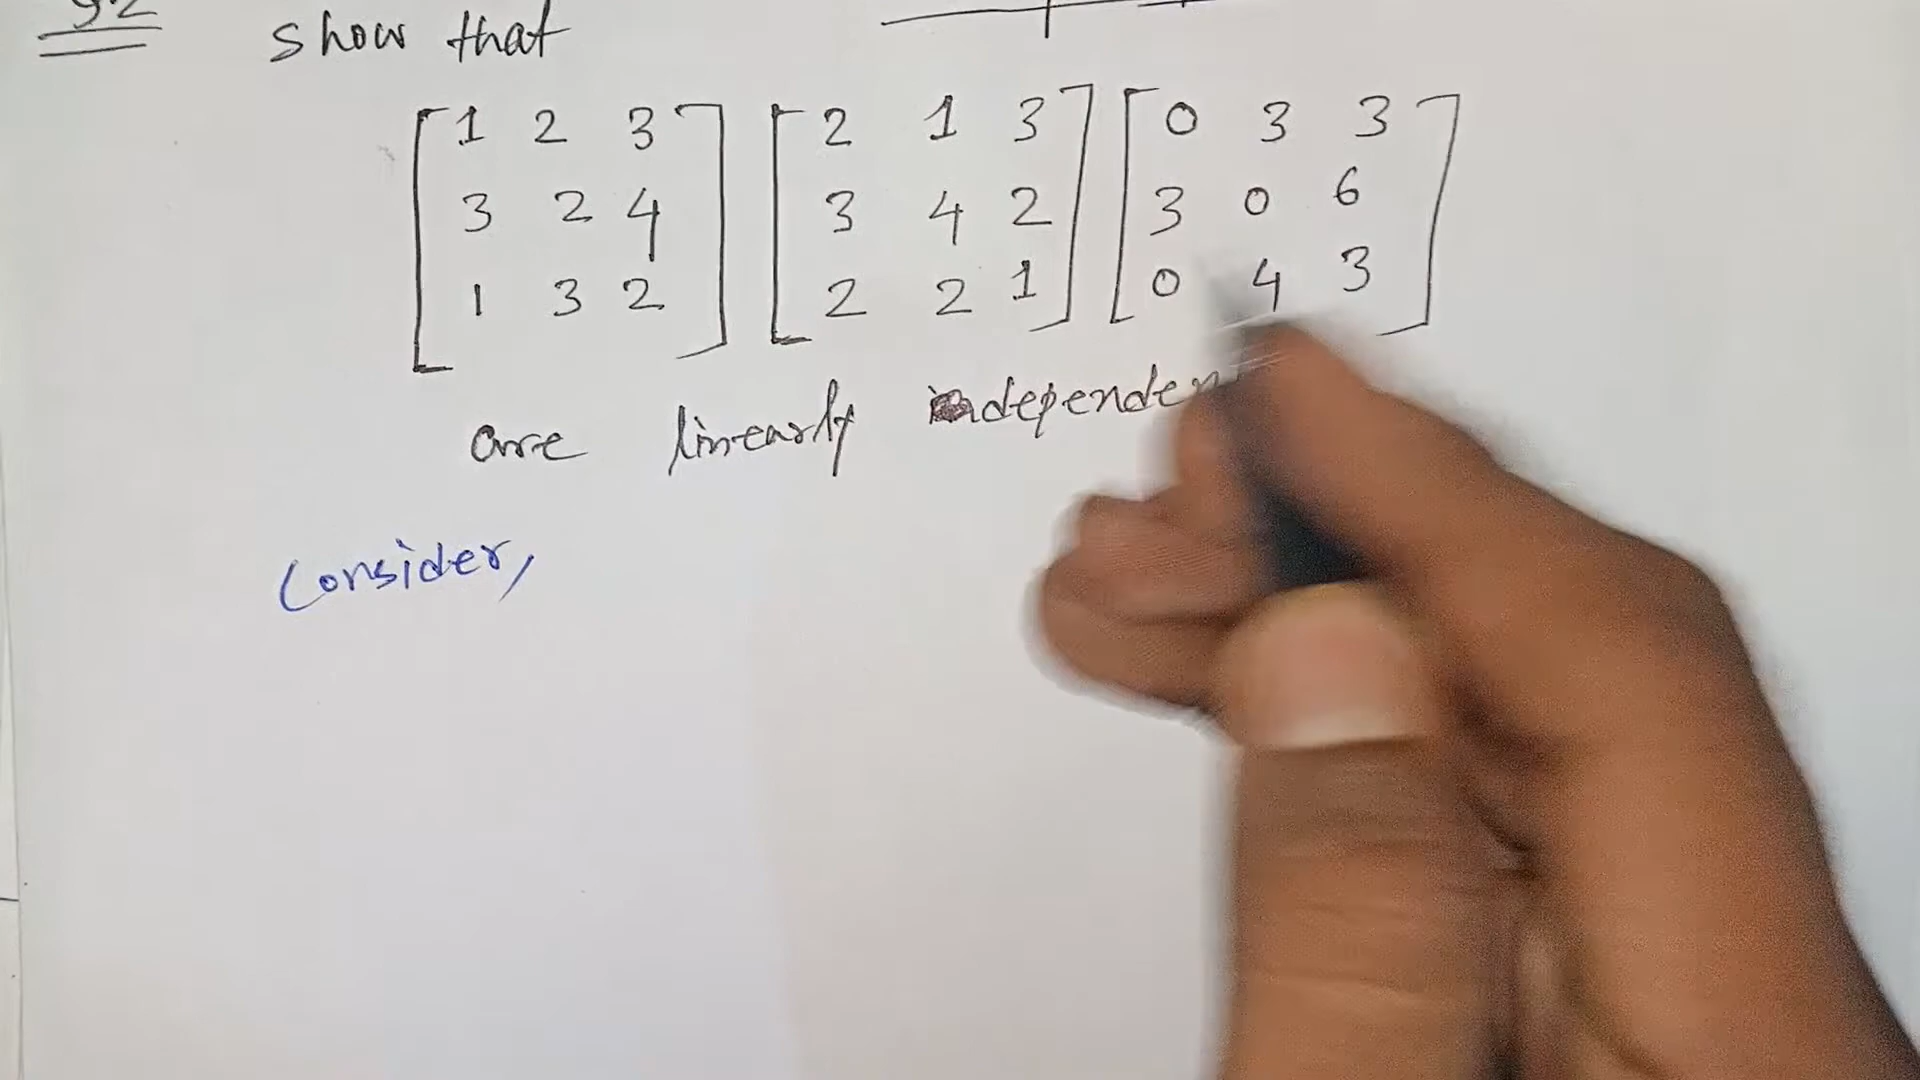 show that
[1 2 3 [2 1 3] [0 3 3
3 2 4 3 4 2 3 0 6
1 3 2] 2 2 1] 0 4 3]
are linearly
Consider,